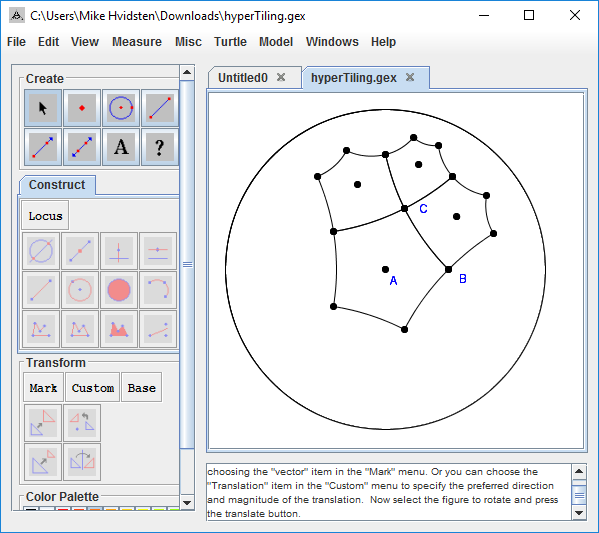 C:\Users\Mike Hvidsten\Downloads\hyperTiling.gex
File Edit View Measure Misc Turtle Model Windows Help
Create
A ?
Construct
Locus
Transform
Mark Custom Base
Color Palette
Untitled0 hyperTiling.gex
C
A
B
choosing the "vector" item in the "Mark" menu. Or you can choose the
"Translation" item in the "Custom" menu to specify the preferred direction
and magnitude of the translation. Now select the figure to rotate and press
the translate button.